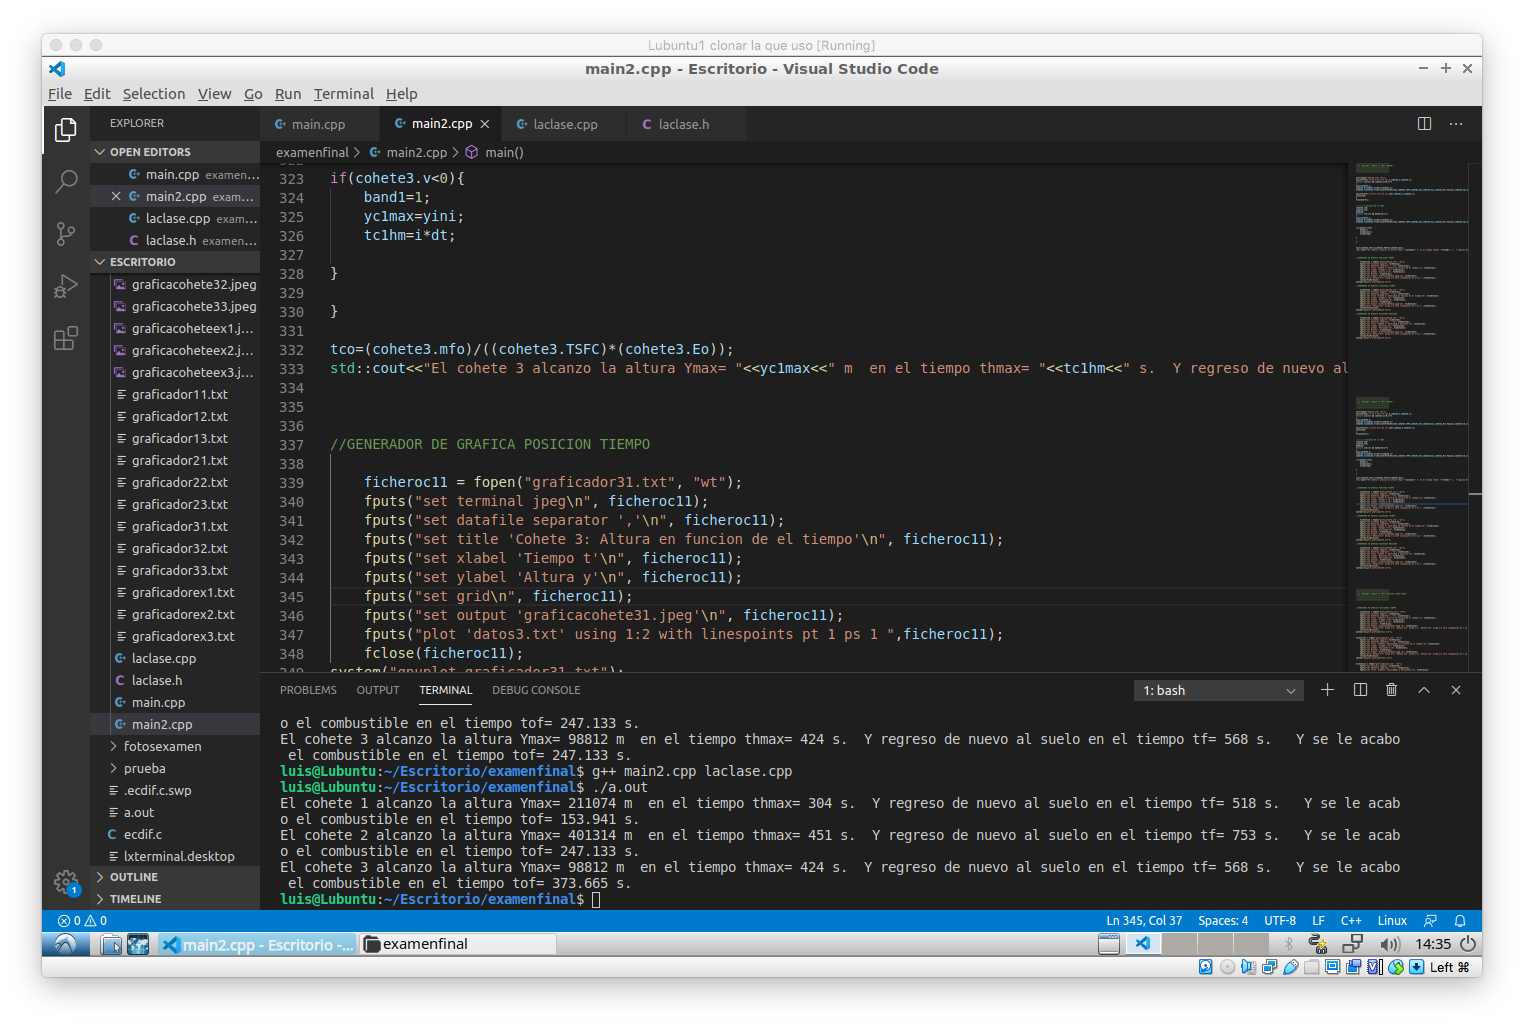 Lubuntu1 clonar la que uso [Running]
main2.cpp - Escritorio - Visual Studio Code
File Edit Selection View Go Run Terminal Help
EXPLORER
OPEN EDITORS
main.cpp examen...
main2.cpp exam...
laclase.cpp exam...
laclase.h examen...
ESCRITORIO
graficacohete32.jpeg
graficacohete33.jpeg
graficacoheteex1.j...
graficacoheteex2.j...
graficacoheteex3.j...
graficador11.txt
graficador12.txt
graficador13.txt
graficador21.txt
graficador22.txt
graficador23.txt
graficador31.txt
graficador32.txt
graficador33.txt
graficadorex1.txt
graficadorex2.txt
graficadorex3.txt
laclase.cpp
laclase.h
main.cpp
main2.cpp
fotosexamen
prueba
.ecdif.c.swp
a.out
ecdif.c
lxterminal.desktop
OUTLINE
TIMELINE
1
main.cpp main2.cpp laclase.cpp laclase.h
examenfinal > main2.cpp > main()
322
323 if(cohete3.v<0){
324 band1=1;
325 yc1max=yini;
326 tc1hm=i*dt;
327
328 }
329
330 }
331
332 tco=(cohete3.mfo)/((cohete3.TSFC)*(cohete3.Eo));
333 std::cout<<"El cohete 3 alcanzo la altura Ymax= "<<yc1max<<" m  en el tiempo thmax= "<<tc1hm<<" s.  Y regreso de nuevo al
334
335
336
337 //GENERADOR DE GRAFICA POSICION TIEMPO
338
339 ficheroc11 = fopen("graficador31.txt", "wt");
340 fputs("set terminal jpeg\n", ficheroc11);
341 fputs("set datafile separator ','\n", ficheroc11);
342 fputs("set title 'Cohete 3: Altura en funcion de el tiempo'\n", ficheroc11);
343 fputs("set xlabel 'Tiempo t'\n", ficheroc11);
344 fputs("set ylabel 'Altura y'\n", ficheroc11);
345 fputs("set grid\n", ficheroc11);
346 fputs("set output 'graficacohete31.jpeg'\n", ficheroc11);
347 fputs("plot 'datos3.txt' using 1:2 with linespoints pt 1 ps 1 ",ficheroc11);
348 fclose(ficheroc11);
349 system("gnuplot graficador31.txt");
PROBLEMS OUTPUT TERMINAL DEBUG CONSOLE
1: bash
o el combustible en el tiempo tof= 247.133 s.
El cohete 3 alcanzo la altura Ymax= 98812 m  en el tiempo thmax= 424 s.  Y regreso de nuevo al suelo en el tiempo tf= 568 s.   Y se le acabo
 el combustible en el tiempo tof= 247.133 s.
luis@Lubuntu:~/Escritorio/examenfinal$ g++ main2.cpp laclase.cpp
luis@Lubuntu:~/Escritorio/examenfinal$ ./a.out
El cohete 1 alcanzo la altura Ymax= 211074 m  en el tiempo thmax= 304 s.  Y regreso de nuevo al suelo en el tiempo tf= 518 s.   Y se le acab
o el combustible en el tiempo tof= 153.941 s.
El cohete 2 alcanzo la altura Ymax= 401314 m  en el tiempo thmax= 451 s.  Y regreso de nuevo al suelo en el tiempo tf= 753 s.   Y se le acab
o el combustible en el tiempo tof= 247.133 s.
El cohete 3 alcanzo la altura Ymax= 98812 m  en el tiempo thmax= 424 s.  Y regreso de nuevo al suelo en el tiempo tf= 568 s.   Y se le acabo
 el combustible en el tiempo tof= 373.665 s.
luis@Lubuntu:~/Escritorio/examenfinal$
0 0 Ln 345, Col 37 Spaces: 4 UTF-8 LF C++ Linux
main2.cpp - Escritorio -... examenfinal 14:35
Left ⌘